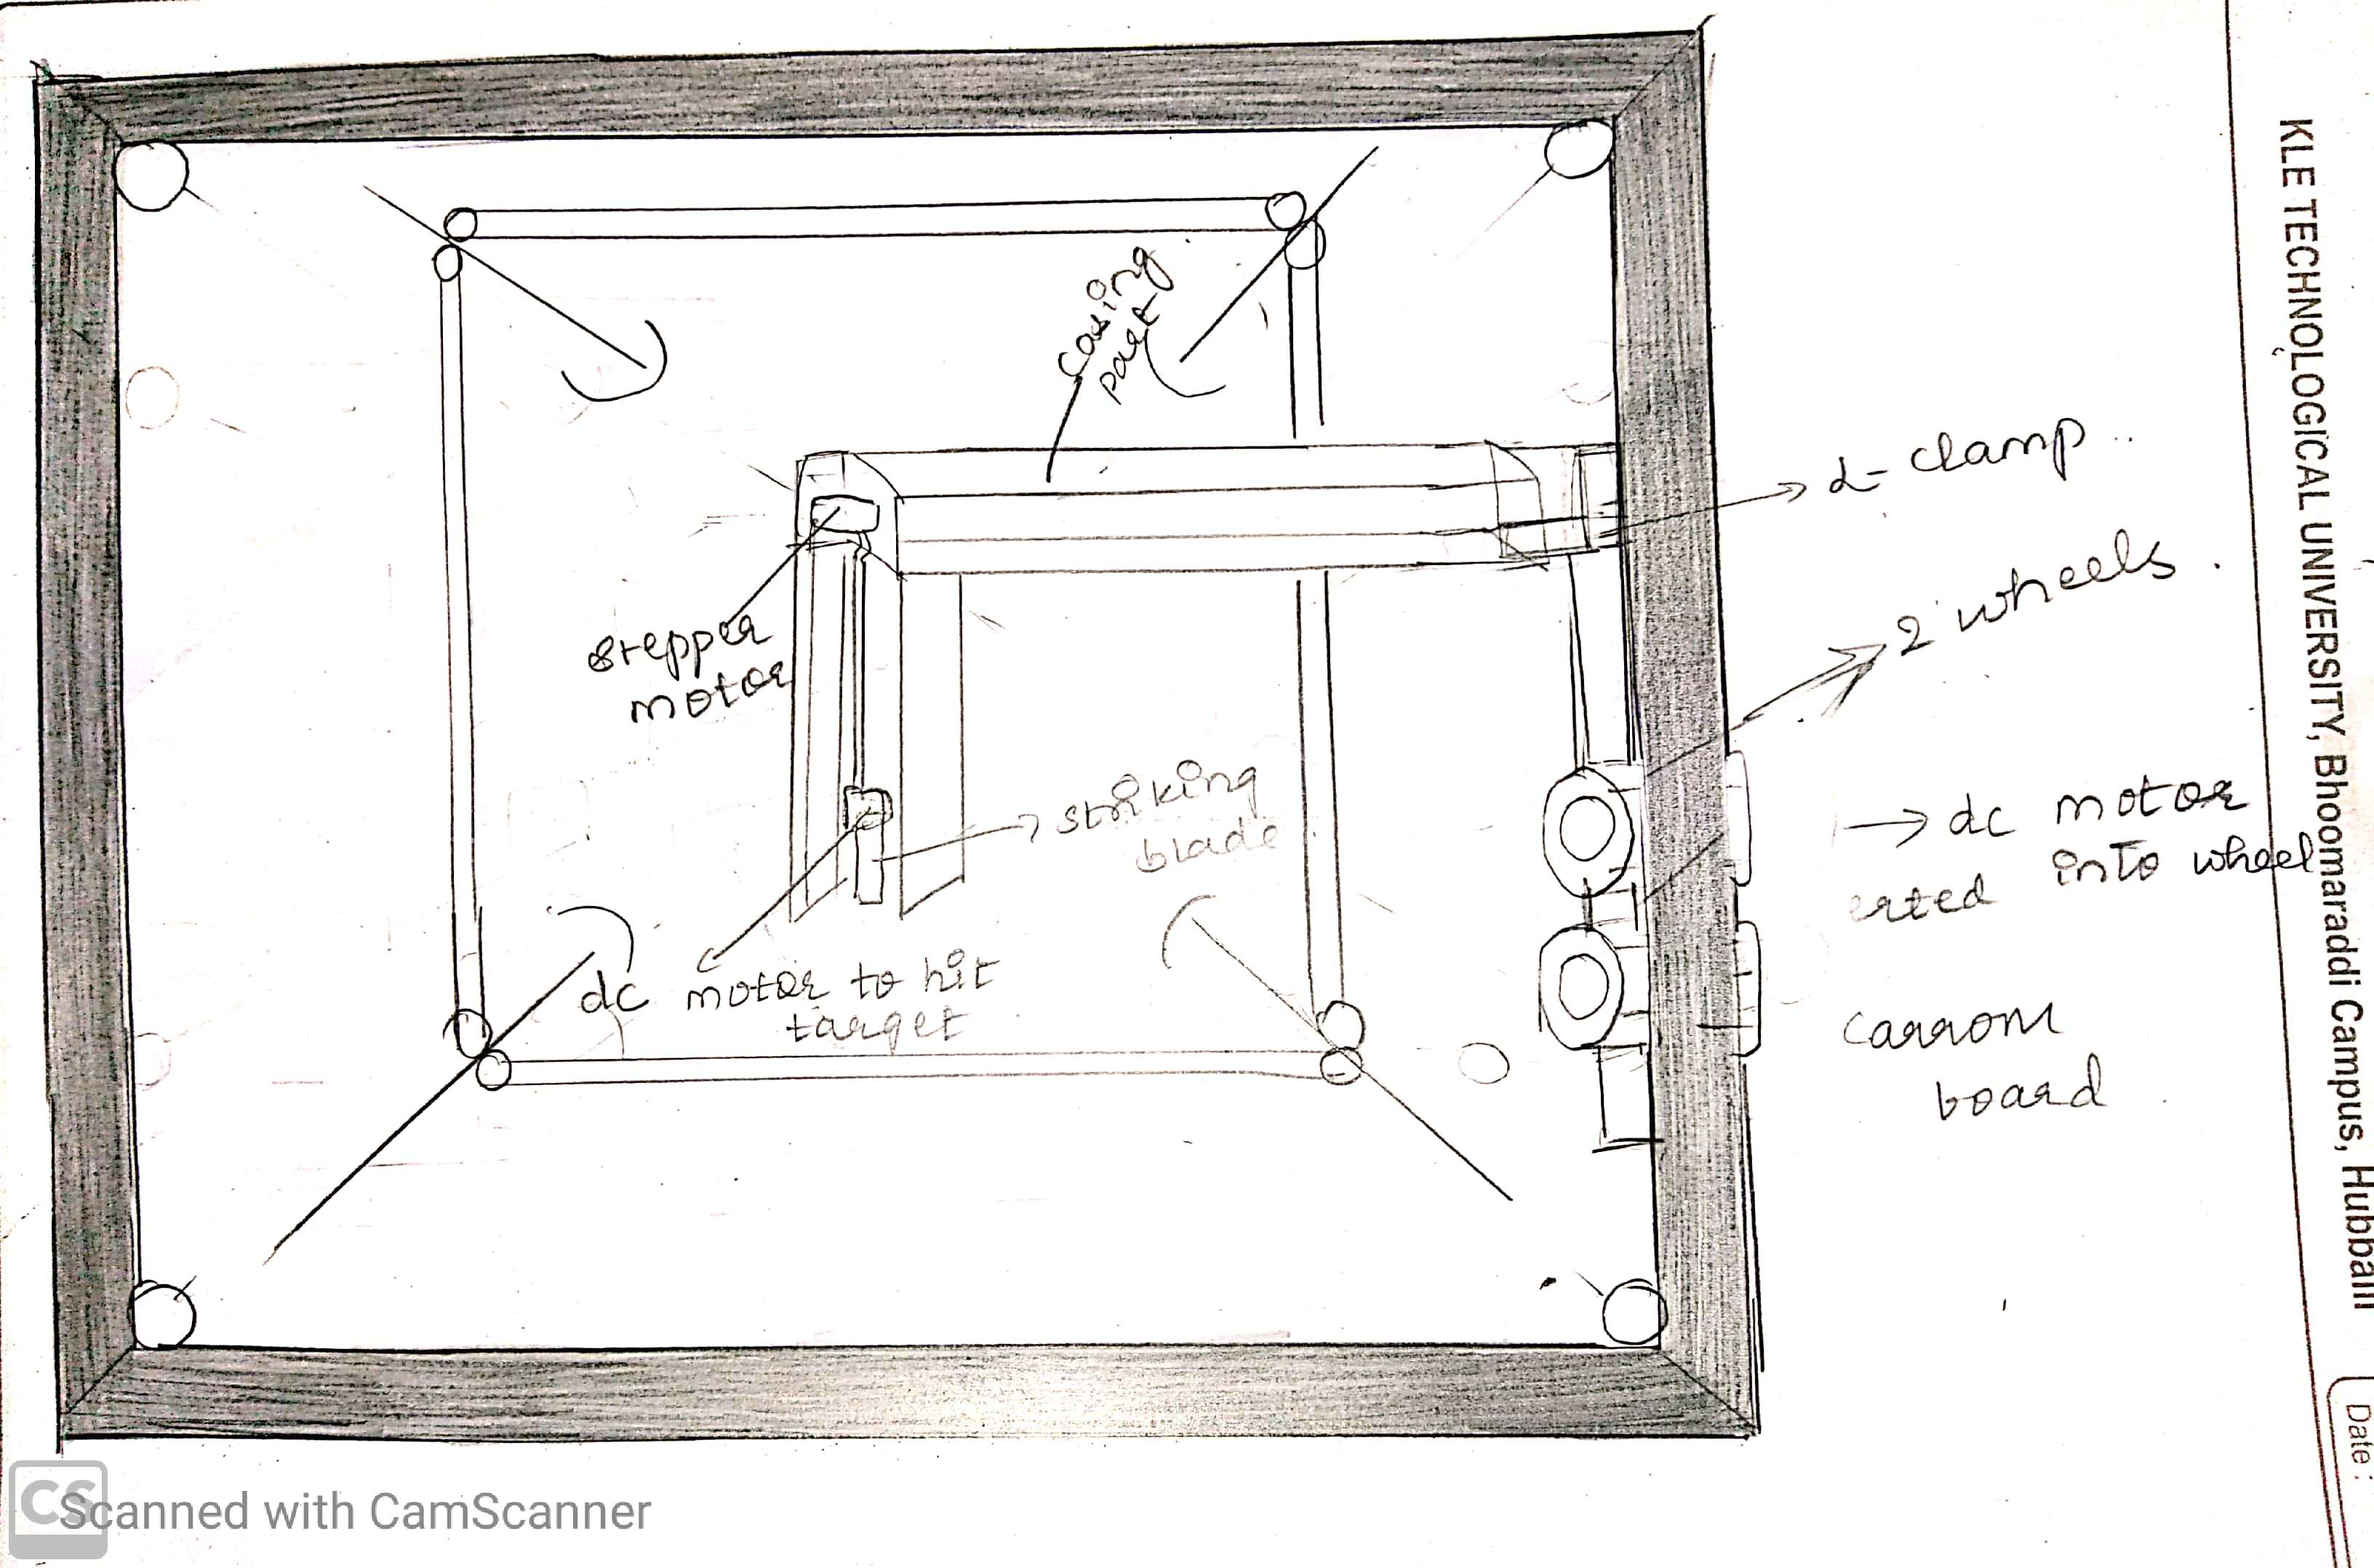 casing
part
L- clamp
2 wheels.
stepper
motor
striking
blade
dc motor
erted into wheel
dc motor to hit
target
carrom
board
KLE TECHNOLOGICAL UNIVERSITY, Bhoomaraddi Campus, Hubballi
Date :
CS
Scanned with CamScanner